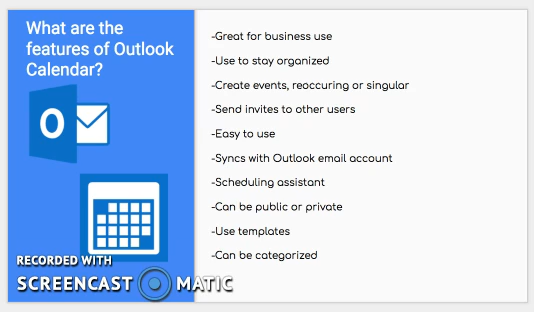 What are the
features of Outlook
Calendar?
O
-Great for business use
-Use to stay organized
-Create events, reoccuring or singular
-Send invites to other users
-Easy to use
-Syncs with Outlook email account
-Scheduling assistant
-Can be public or private
-Use templates
-Can be categorized
RECORDED WITH
SCREENCAST MATIC